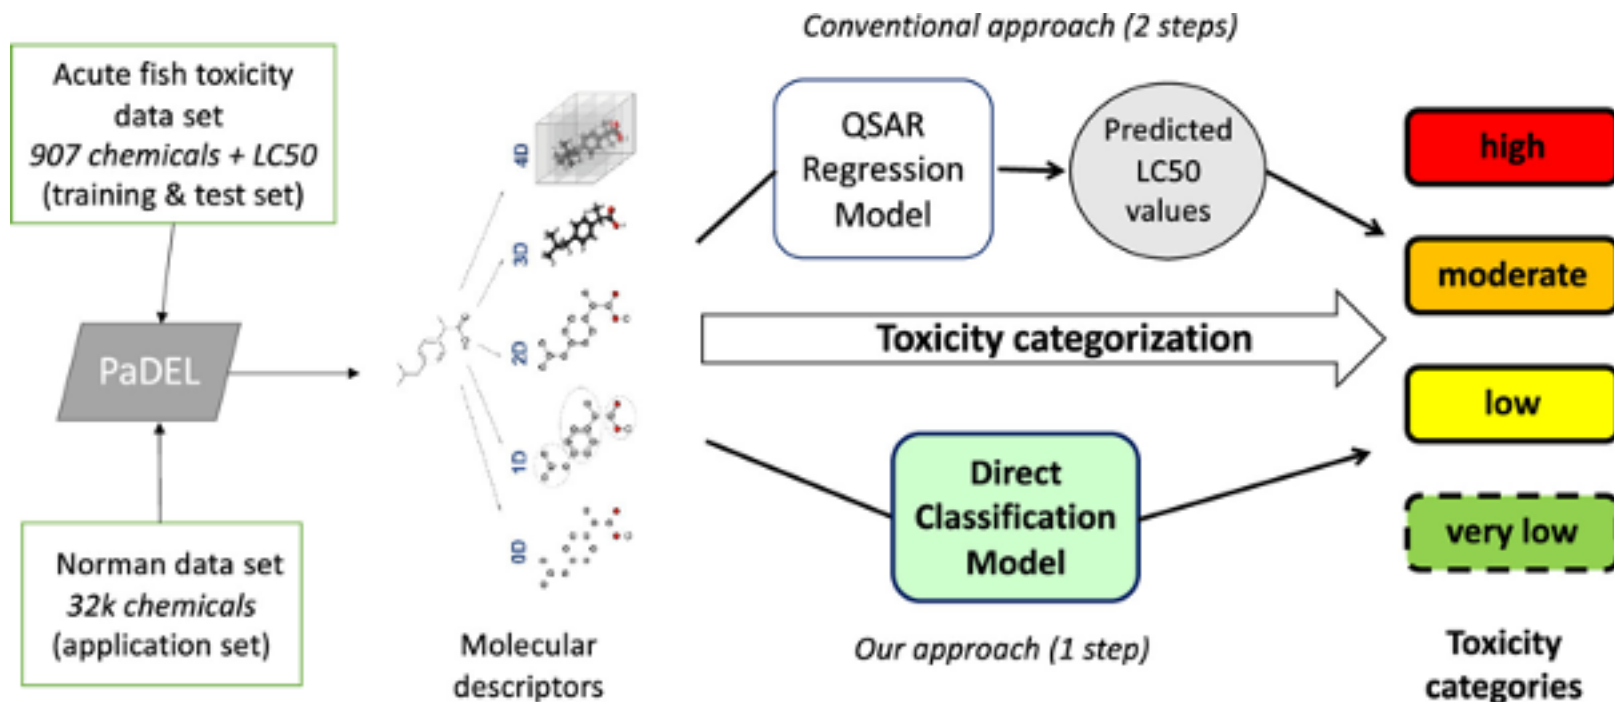 Conventional approach (2 steps)
Acute fish toxicity
data set
907 chemicals + LC50
(training & test set)
PaDEL
Norman data set
32k chemicals
(application set)
4D
3D
2D
1D
0D
Molecular
descriptors
QSAR
Regression
Model
Predicted
LC50
values
Toxicity categorization
Direct
Classification
Model
Our approach (1 step)
high
moderate
low
very low
Toxicity
categories